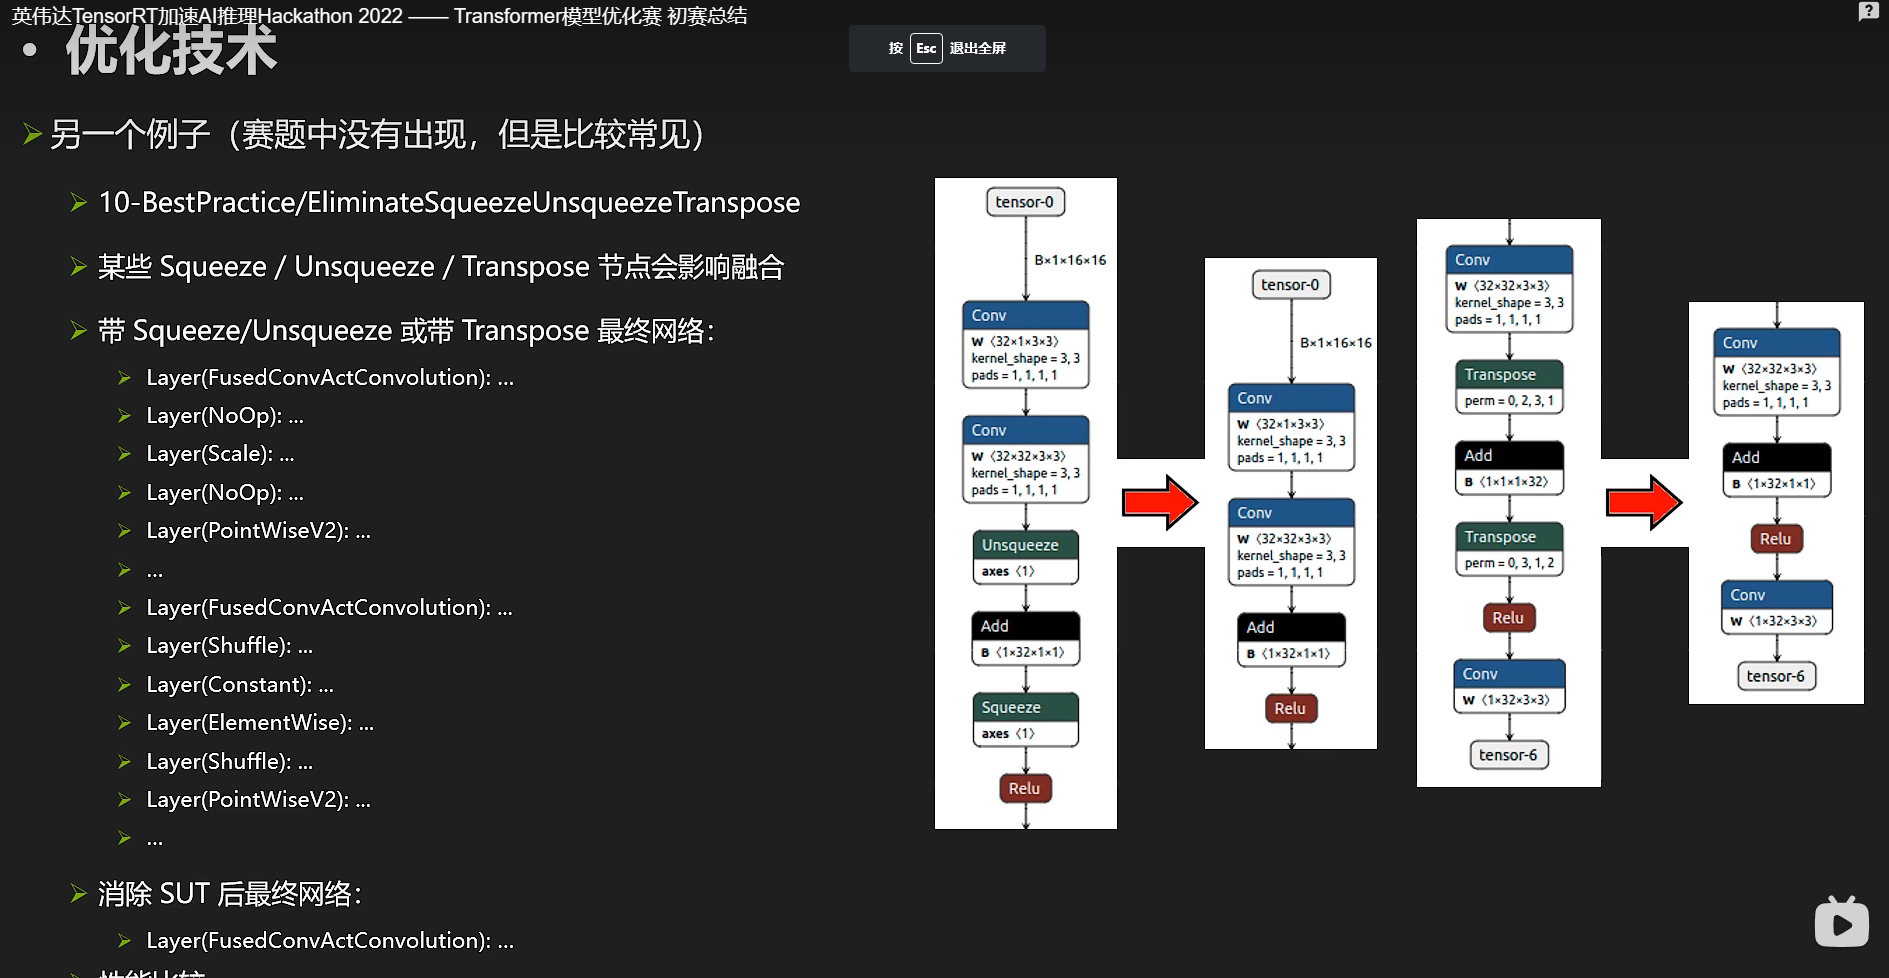 英伟达TensorRT加速AI推理Hackathon 2022 —— Transformer模型优化赛 初赛总结
按 Esc 退出全屏
• 优化技术
另一个例子（赛题中没有出现，但是比较常见）
10-BestPractice/EliminateSqueezeUnsqueezeTranspose
某些 Squeeze / Unsqueeze / Transpose 节点会影响融合
带 Squeeze/Unsqueeze 或带 Transpose 最终网络：
Layer(FusedConvActConvolution): ...
Layer(NoOp): ...
Layer(Scale): ...
Layer(NoOp): ...
Layer(PointWiseV2): ...
...
Layer(FusedConvActConvolution): ...
Layer(Shuffle): ...
Layer(Constant): ...
Layer(ElementWise): ...
Layer(Shuffle): ...
Layer(PointWiseV2): ...
...
消除 SUT 后最终网络：
Layer(FusedConvActConvolution): ...
性能比较
tensor-0
B×1×16×16
Conv
W ⟨32×1×3×3⟩
kernel_shape = 3, 3
pads = 1, 1, 1, 1
Conv
W ⟨32×32×3×3⟩
kernel_shape = 3, 3
pads = 1, 1, 1, 1
Unsqueeze
axes ⟨1⟩
Add
B ⟨1×32×1×1⟩
Squeeze
axes ⟨1⟩
Relu
tensor-0
B×1×16×16
Conv
W ⟨32×1×3×3⟩
kernel_shape = 3, 3
pads = 1, 1, 1, 1
Conv
W ⟨32×32×3×3⟩
kernel_shape = 3, 3
pads = 1, 1, 1, 1
Add
B ⟨1×32×1×1⟩
Relu
Conv
W ⟨32×32×3×3⟩
kernel_shape = 3, 3
pads = 1, 1, 1, 1
Transpose
perm = 0, 2, 3, 1
Add
B ⟨1×1×1×32⟩
Transpose
perm = 0, 3, 1, 2
Relu
Conv
W ⟨1×32×3×3⟩
tensor-6
Conv
W ⟨32×32×3×3⟩
kernel_shape = 3, 3
pads = 1, 1, 1, 1
Add
B ⟨1×32×1×1⟩
Relu
Conv
W ⟨1×32×3×3⟩
tensor-6